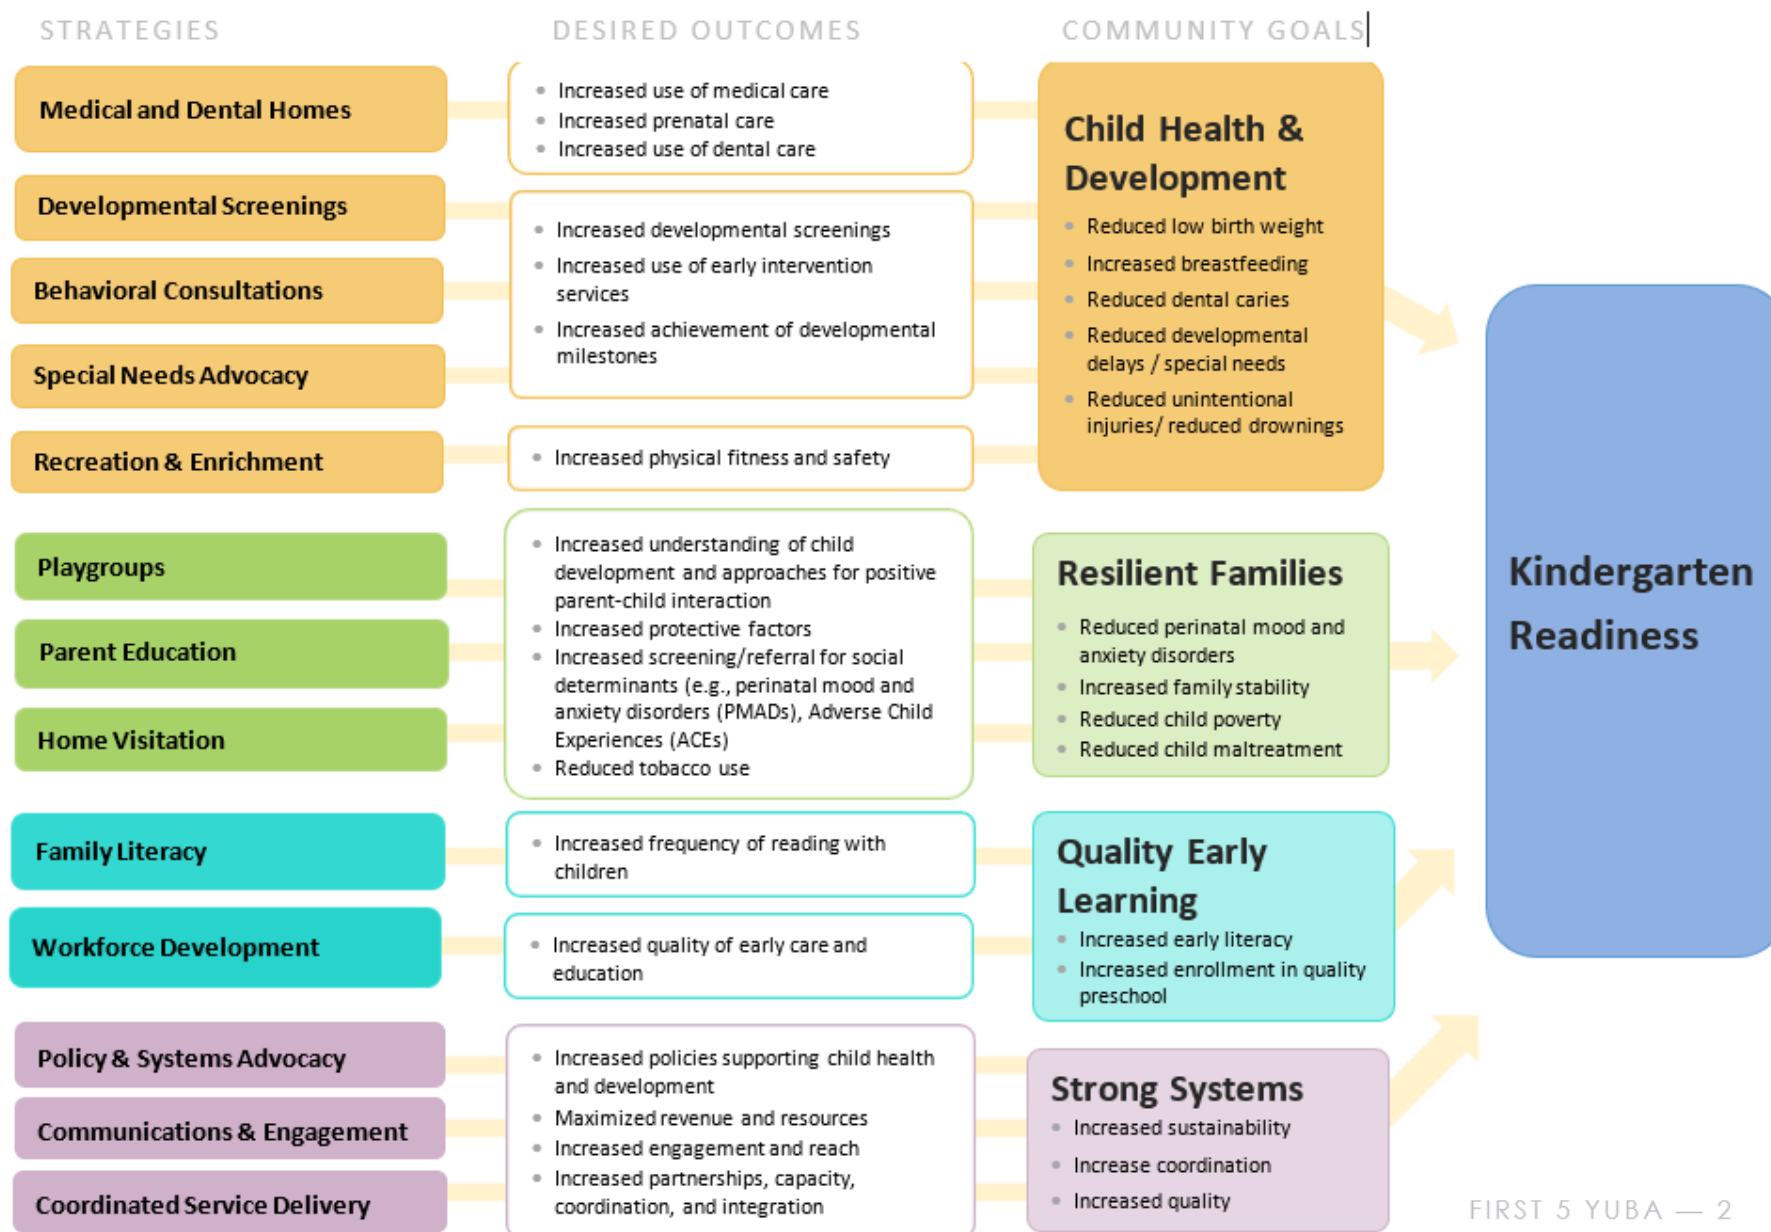 STRATEGIES
DESIRED OUTCOMES
COMMUNITY GOALS
Medical and Dental Homes
Developmental Screenings
Behavioral Consultations
Special Needs Advocacy
Recreation & Enrichment
• Increased use of medical care
• Increased prenatal care
• Increased use of dental care
• Increased developmental screenings
• Increased use of early intervention
services
• Increased achievement of developmental
milestones
• Increased physical fitness and safety
Child Health &
Development
• Reduced low birth weight
• Increased breastfeeding
• Reduced dental caries
• Reduced developmental
delays / special needs
• Reduced unintentional
injuries/ reduced drownings
Playgroups
Parent Education
Home Visitation
• Increased understanding of child
development and approaches for positive
parent-child interaction
• Increased protective factors
• Increased screening/referral for social
determinants (e.g., perinatal mood and
anxiety disorders (PMADs), Adverse Child
Experiences (ACEs)
• Reduced tobacco use
Resilient Families
• Reduced perinatal mood and
anxiety disorders
• Increased family stability
• Reduced child poverty
• Reduced child maltreatment
Family Literacy
Workforce Development
• Increased frequency of reading with
children
• Increased quality of early care and
education
Quality Early
Learning
• Increased early literacy
• Increased enrollment in quality
preschool
Policy & Systems Advocacy
Communications & Engagement
Coordinated Service Delivery
• Increased policies supporting child health
and development
• Maximized revenue and resources
• Increased engagement and reach
• Increased partnerships, capacity,
coordination, and integration
Strong Systems
• Increased sustainability
• Increase coordination
• Increased quality
Kindergarten
Readiness
FIRST 5 YUBA — 2